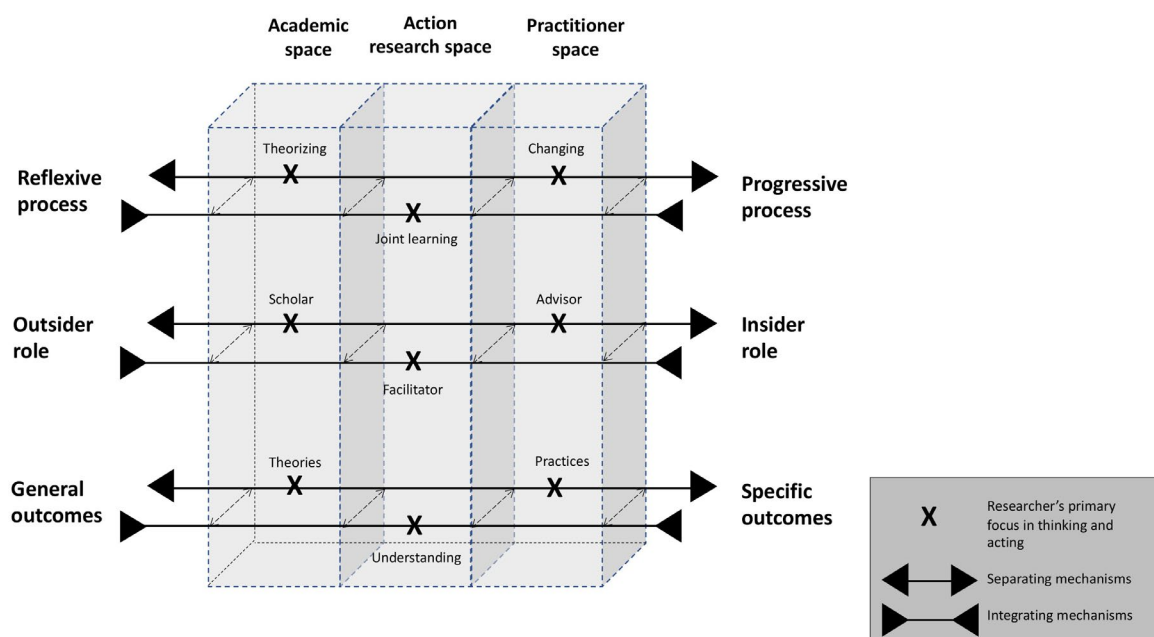 Academic
space
Action
research space
Practitioner
space
Theorizing
Changing
X
X
Reflexive
process
Progressive
process
X
Joint learning
Scholar
Advisor
X
X
Outsider
role
Insider
role
X
Facilitator
Theories
Practices
X
X
General
outcomes
Specific
outcomes
X
Understanding
X
Researcher's primary
focus in thinking and
acting
Separating mechanisms
Integrating mechanisms